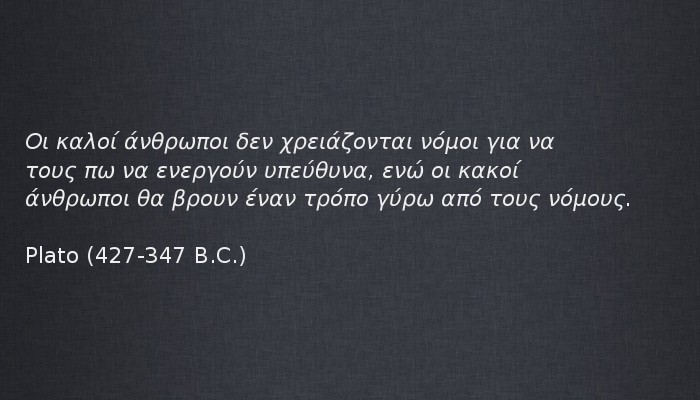 Οι καλοί άνθρωποι δεν χρειάζονται νόμοι για να
τους πω να ενεργούν υπεύθυνα, ενώ οι κακοί
άνθρωποι θα βρουν έναν τρόπο γύρω από τους νόμους.
Plato (427-347 B.C.)